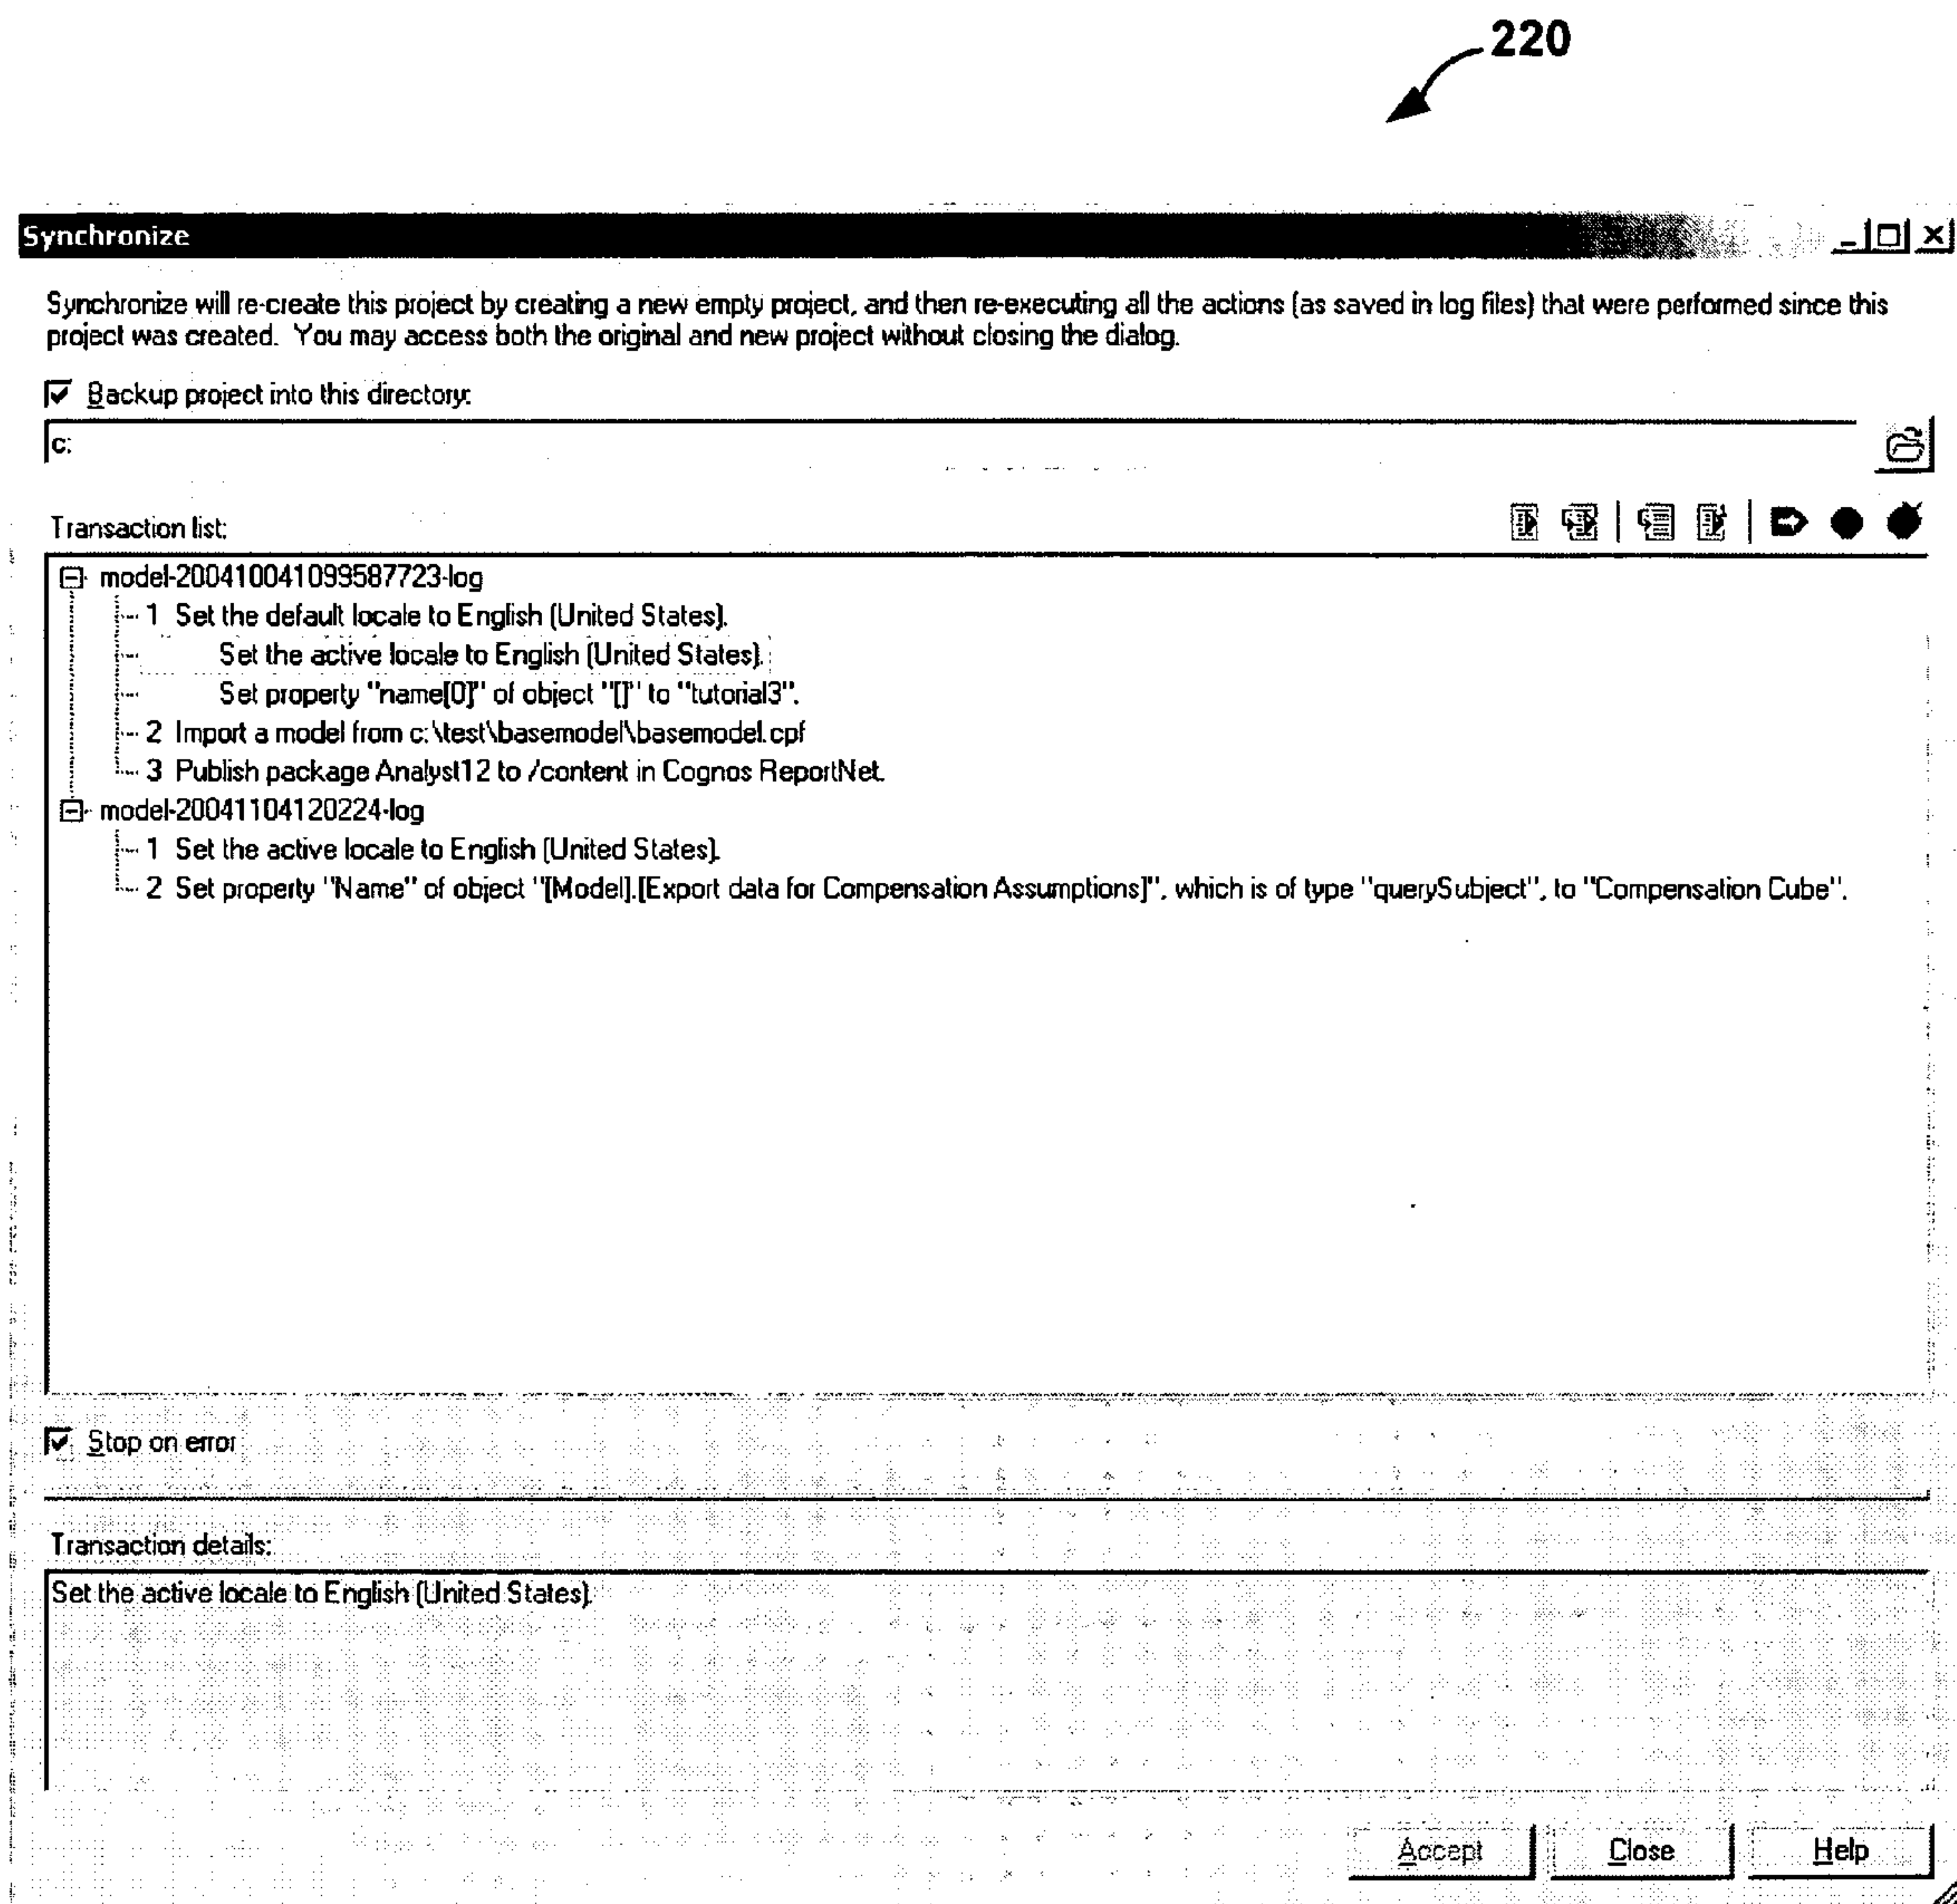 220
Synchronize
Synchronize will re-create this project by creating a new empty project, and then re-executing all the actions (as saved in log files) that were performed since this
project was created. You may access both the original and new project without closing the dialog.
Backup project into this directory:
c:
Transaction list:
model-200410041099587723-log
1 Set the default locale to English (United States).
Set the active locale to English (United States).
Set property "name[0]" of object "[]" to "tutorial3".
2 Import a model from c:\test\basemodel\basemodel.cpf
3 Publish package Analyst12 to /content in Cognos ReportNet.
model-20041104120224-log
1 Set the active locale to English (United States).
2 Set property "Name" of object "[Model].[Export data for Compensation Assumptions]", which is of type "querySubject", to "Compensation Cube".
Stop on error
Transaction details:
Set the active locale to English (United States).
Accept Close Help